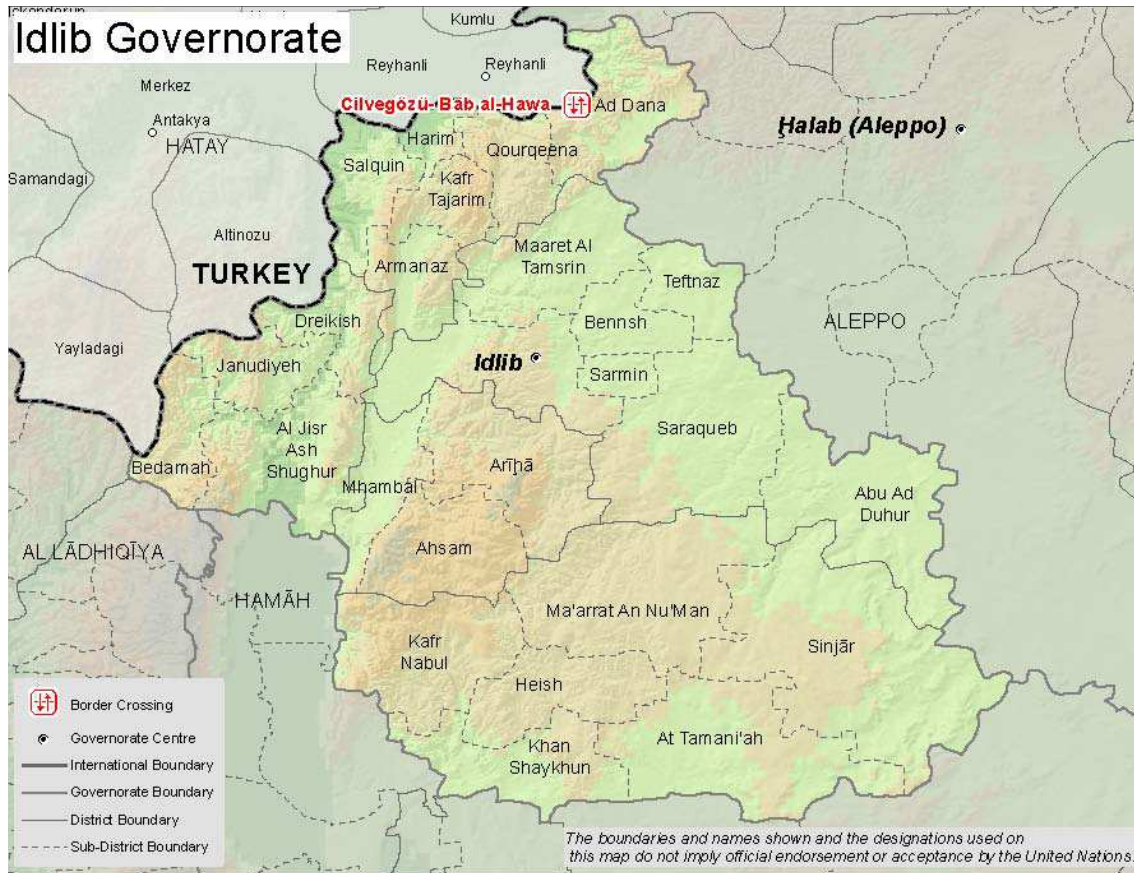 Idlib Governorate
Kumlu
Reyhanli
Reyhanli
Merkez
Antakya
HATAY
Samandagi
Altinozu
TURKEY
Yayladagi
Cilvegözü- Bab al-Hawa
Ad Dana
Ḩalab (Aleppo)
Harim
Qourqeena
Salquin
Kafr
Tajarim
Armanaz
Maaret Al
Tamsrin
Teftnaz
Dreikish
Bennsh
ALEPPO
Janudiyeh
Idlib
Sarmin
Al Jisr
Ash
Shughur
Saraqueb
Bedamah
Arīḩā
Mhambal
Abu Ad
Duhur
Ahsam
AL LĀDHIQĪYA
HAMĀH
Ma'arrat An Nu'Man
Kafr
Nabul
Sinjār
Heish
At Tamani'ah
Khan
Shaykhun
Border Crossing
Governorate Centre
International Boundary
Governorate Boundary
District Boundary
Sub-District Boundary
The boundaries and names shown and the designations used on
this map do not imply official endorsement or acceptance by the United Nations.